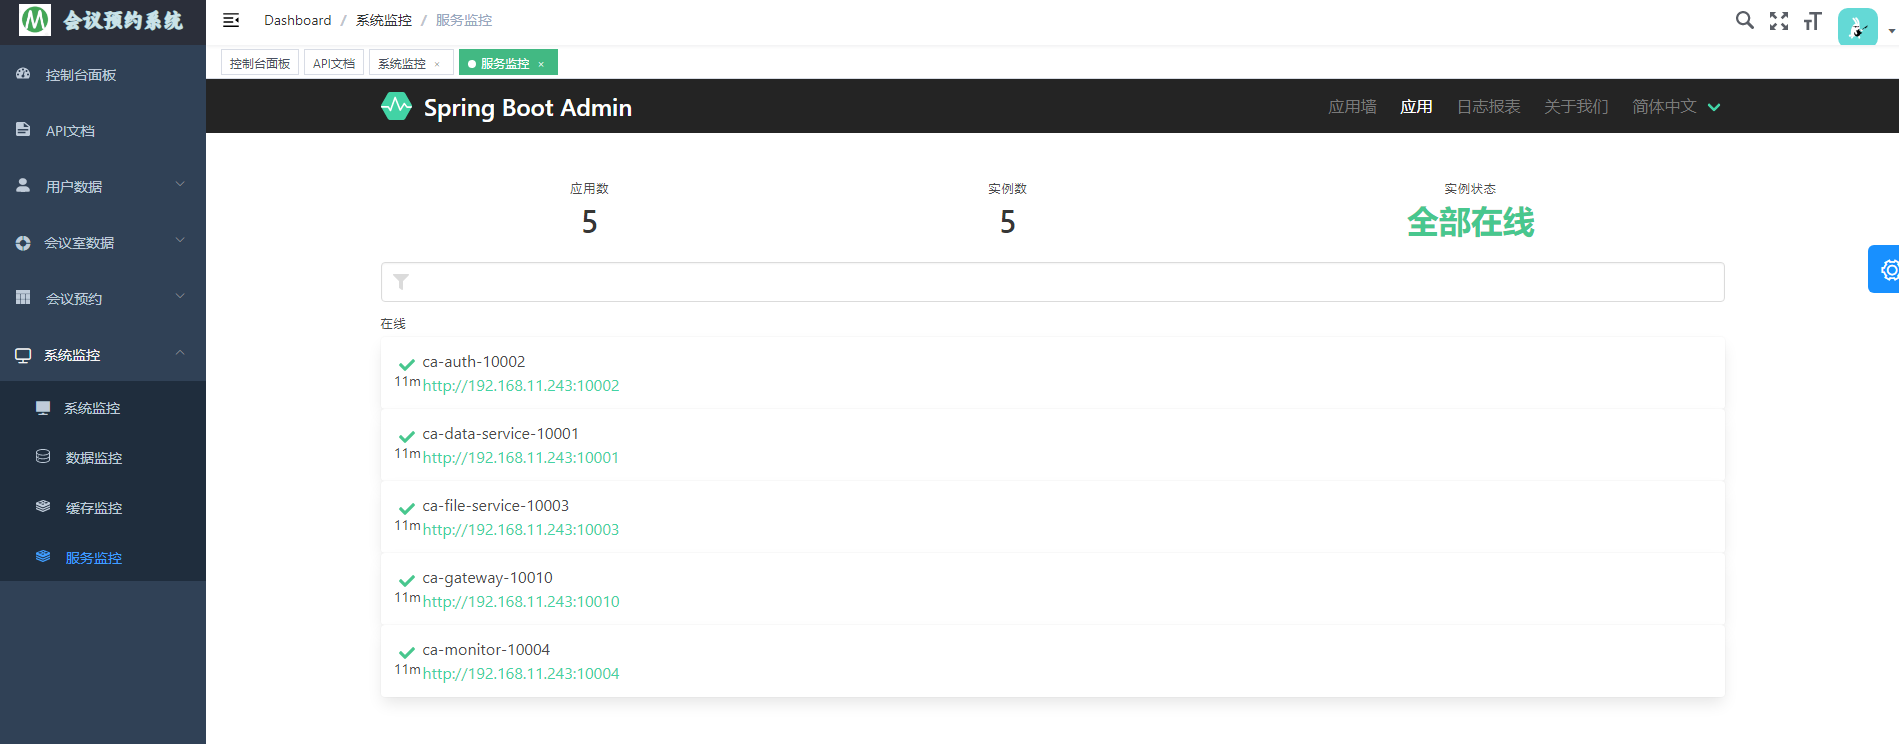 会议预约系统
Dashboard / 系统监控 / 服务监控
控制台面板 API文档 系统监控 × 服务监控 ×
控制台面板
API文档
用户数据
会议室数据
会议预约
系统监控
系统监控
数据监控
缓存监控
服务监控
Spring Boot Admin
应用墙 应用 日志报表 关于我们 简体中文
应用数 实例数 实例状态
5 5 全部在线
在线
ca-auth-10002
11m http://192.168.11.243:10002
ca-data-service-10001
11m http://192.168.11.243:10001
ca-file-service-10003
11m http://192.168.11.243:10003
ca-gateway-10010
11m http://192.168.11.243:10010
ca-monitor-10004
11m http://192.168.11.243:10004